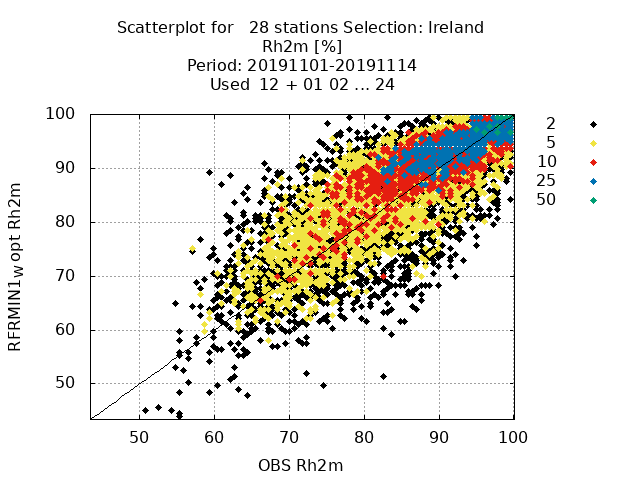 Scatterplot for 28 stations Selection: Ireland
Rh2m [%]
Period: 20191101-20191114
Used 12 + 01 02 ... 24
100
90
80
70
60
50
RFRMIN1w opt Rh2m
50
60
70
80
90
100
OBS Rh2m
2
5
10
25
50